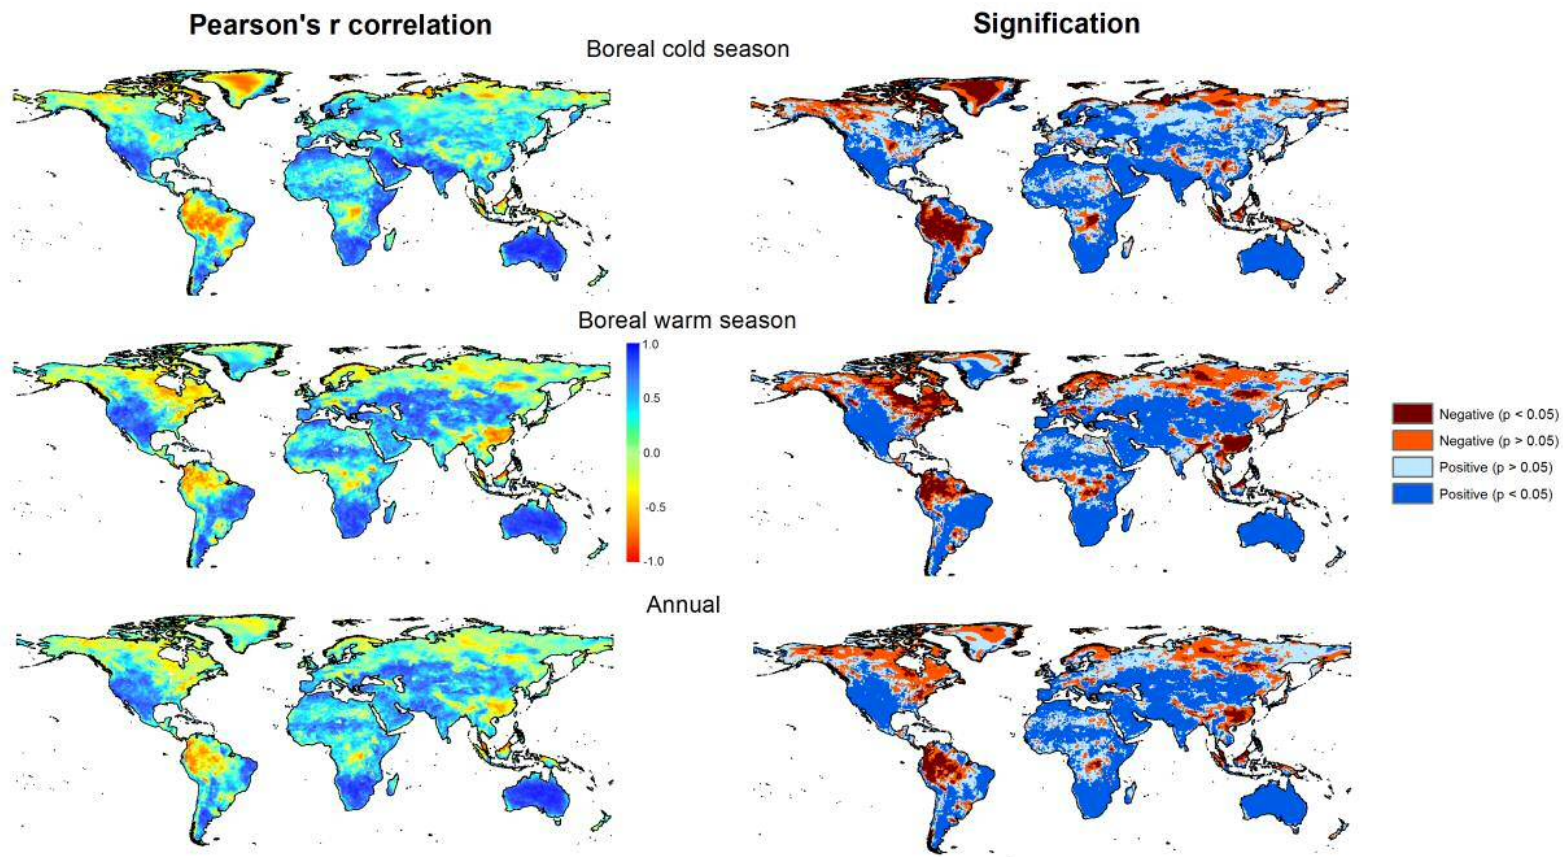 Pearson's r correlation
Signification
Boreal cold season
Boreal warm season
1.0
0.5
0.0
-0.5
-1.0
Negative (p < 0.05)
Negative (p > 0.05)
Positive (p > 0.05)
Positive (p < 0.05)
Annual